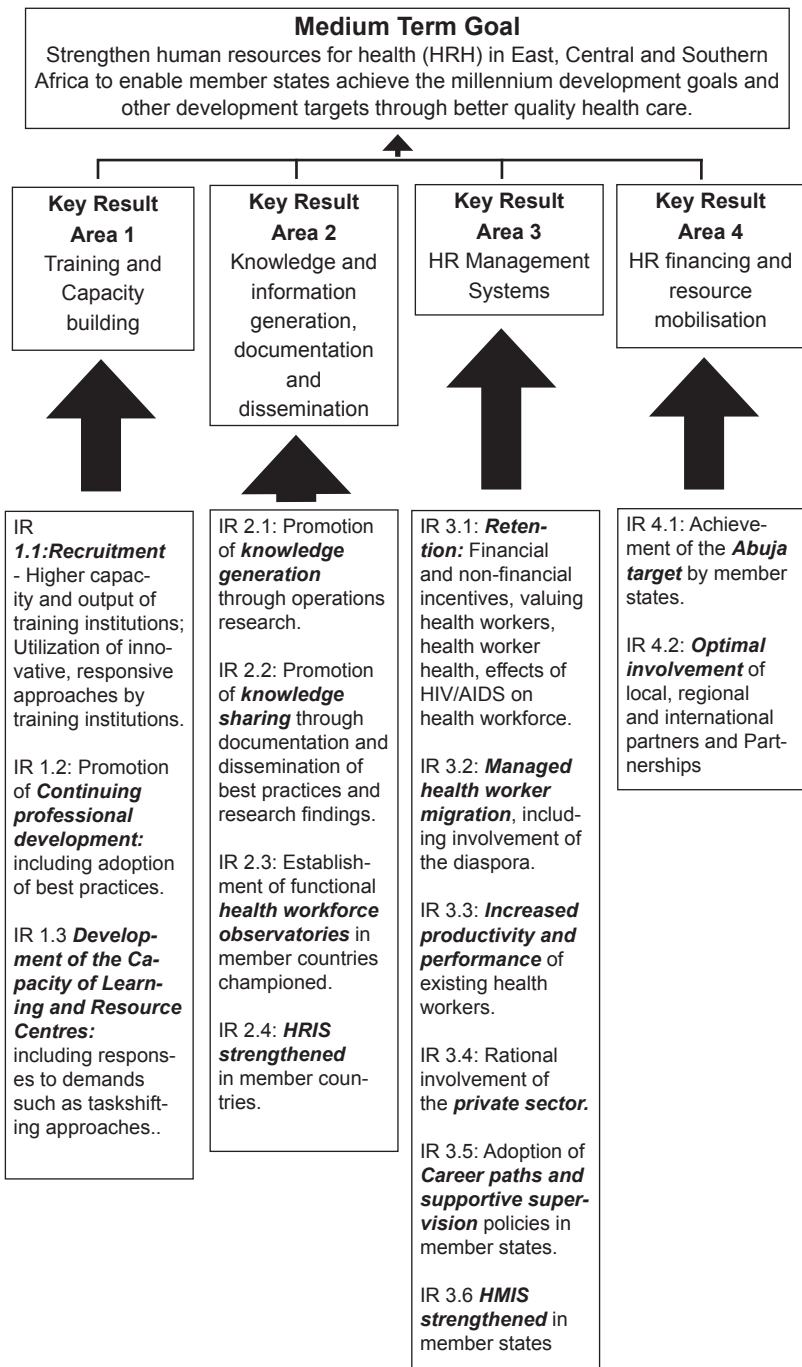 Medium Term Goal
Strengthen human resources for health (HRH) in East, Central and Southern
Africa to enable member states achieve the millennium development goals and
other development targets through better quality health care.
Key Result
Area 1
Training and
Capacity
building
Key Result
Area 2
Knowledge and
information
generation,
documentation
and
dissemination
Key Result
Area 3
HR Management
Systems
Key Result
Area 4
HR financing and
resource
mobilisation
IR
1.1:Recruitment
- Higher capac-
ity and output of
training institutions;
Utilization of inno-
vative, responsive
approaches by
training institutions.
IR 1.2: Promotion
of Continuing
professional
development:
including adoption
of best practices.
IR 1.3 Develop-
ment of the Ca-
pacity of Learn-
ing and Resource
Centres:
including respons-
es to demands
such as taskshift-
ing approaches..
IR 2.1: Promotion
of knowledge
generation
through operations
research.
IR 2.2: Promotion
of knowledge
sharing through
documentation and
dissemination of
best practices and
research findings.
IR 2.3: Establish-
ment of functional
health workforce
observatories in
member countries
championed.
IR 2.4: HRIS
strengthened
in member coun-
tries.
IR 3.1: Reten-
tion: Financial
and non-financial
incentives, valuing
health workers,
health worker
health, effects of
HIV/AIDS on
health workforce.
IR 3.2: Managed
health worker
migration, includ-
ing involvement of
the diaspora.
IR 3.3: Increased
productivity and
performance of
existing health
workers.
IR 3.4: Rational
involvement of
the private sector.
IR 3.5: Adoption of
Career paths and
supportive super-
vision policies in
member states.
IR 3.6 HMIS
strengthened in
member states
IR 4.1: Achieve-
ment of the Abuja
target by member
states.
IR 4.2: Optimal
involvement of
local, regional
and international
partners and Part-
nerships